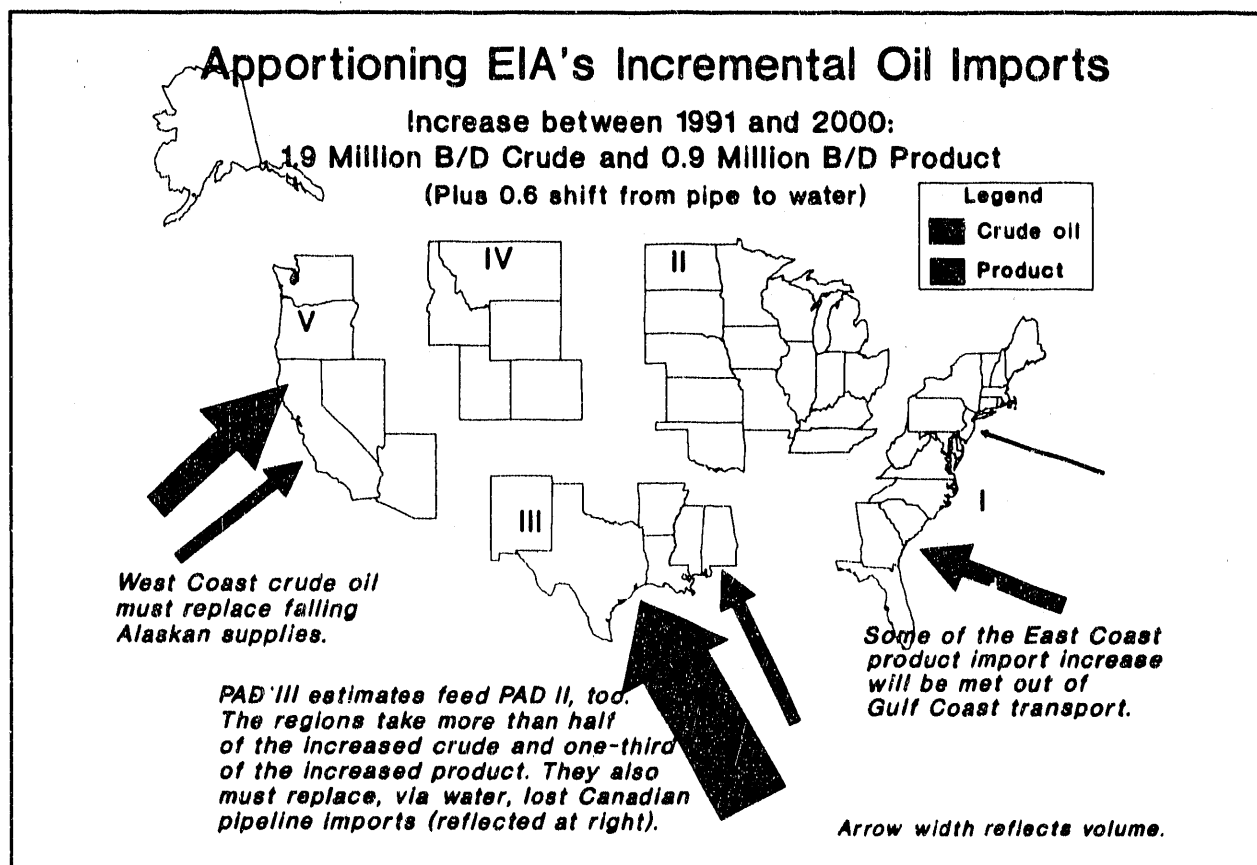 Apportioning EIA's Incremental Oil Imports
Increase between 1991 and 2000:
1.9 Million B/D Crude and 0.9 Million B/D Product
(Plus 0.6 shift from pipe to water)
Legend
Crude oil
Product
IV
II
V
III
I
West Coast crude oil
must replace falling
Alaskan supplies.
Some of the East Coast
product import increase
will be met out of
Gulf Coast transport.
PAD III estimates feed PAD II, too.
The regions take more than half
of the increased crude and one-third
of the increased product. They also
must replace, via water, lost Canadian
pipeline imports (reflected at right).
Arrow width reflects volume.